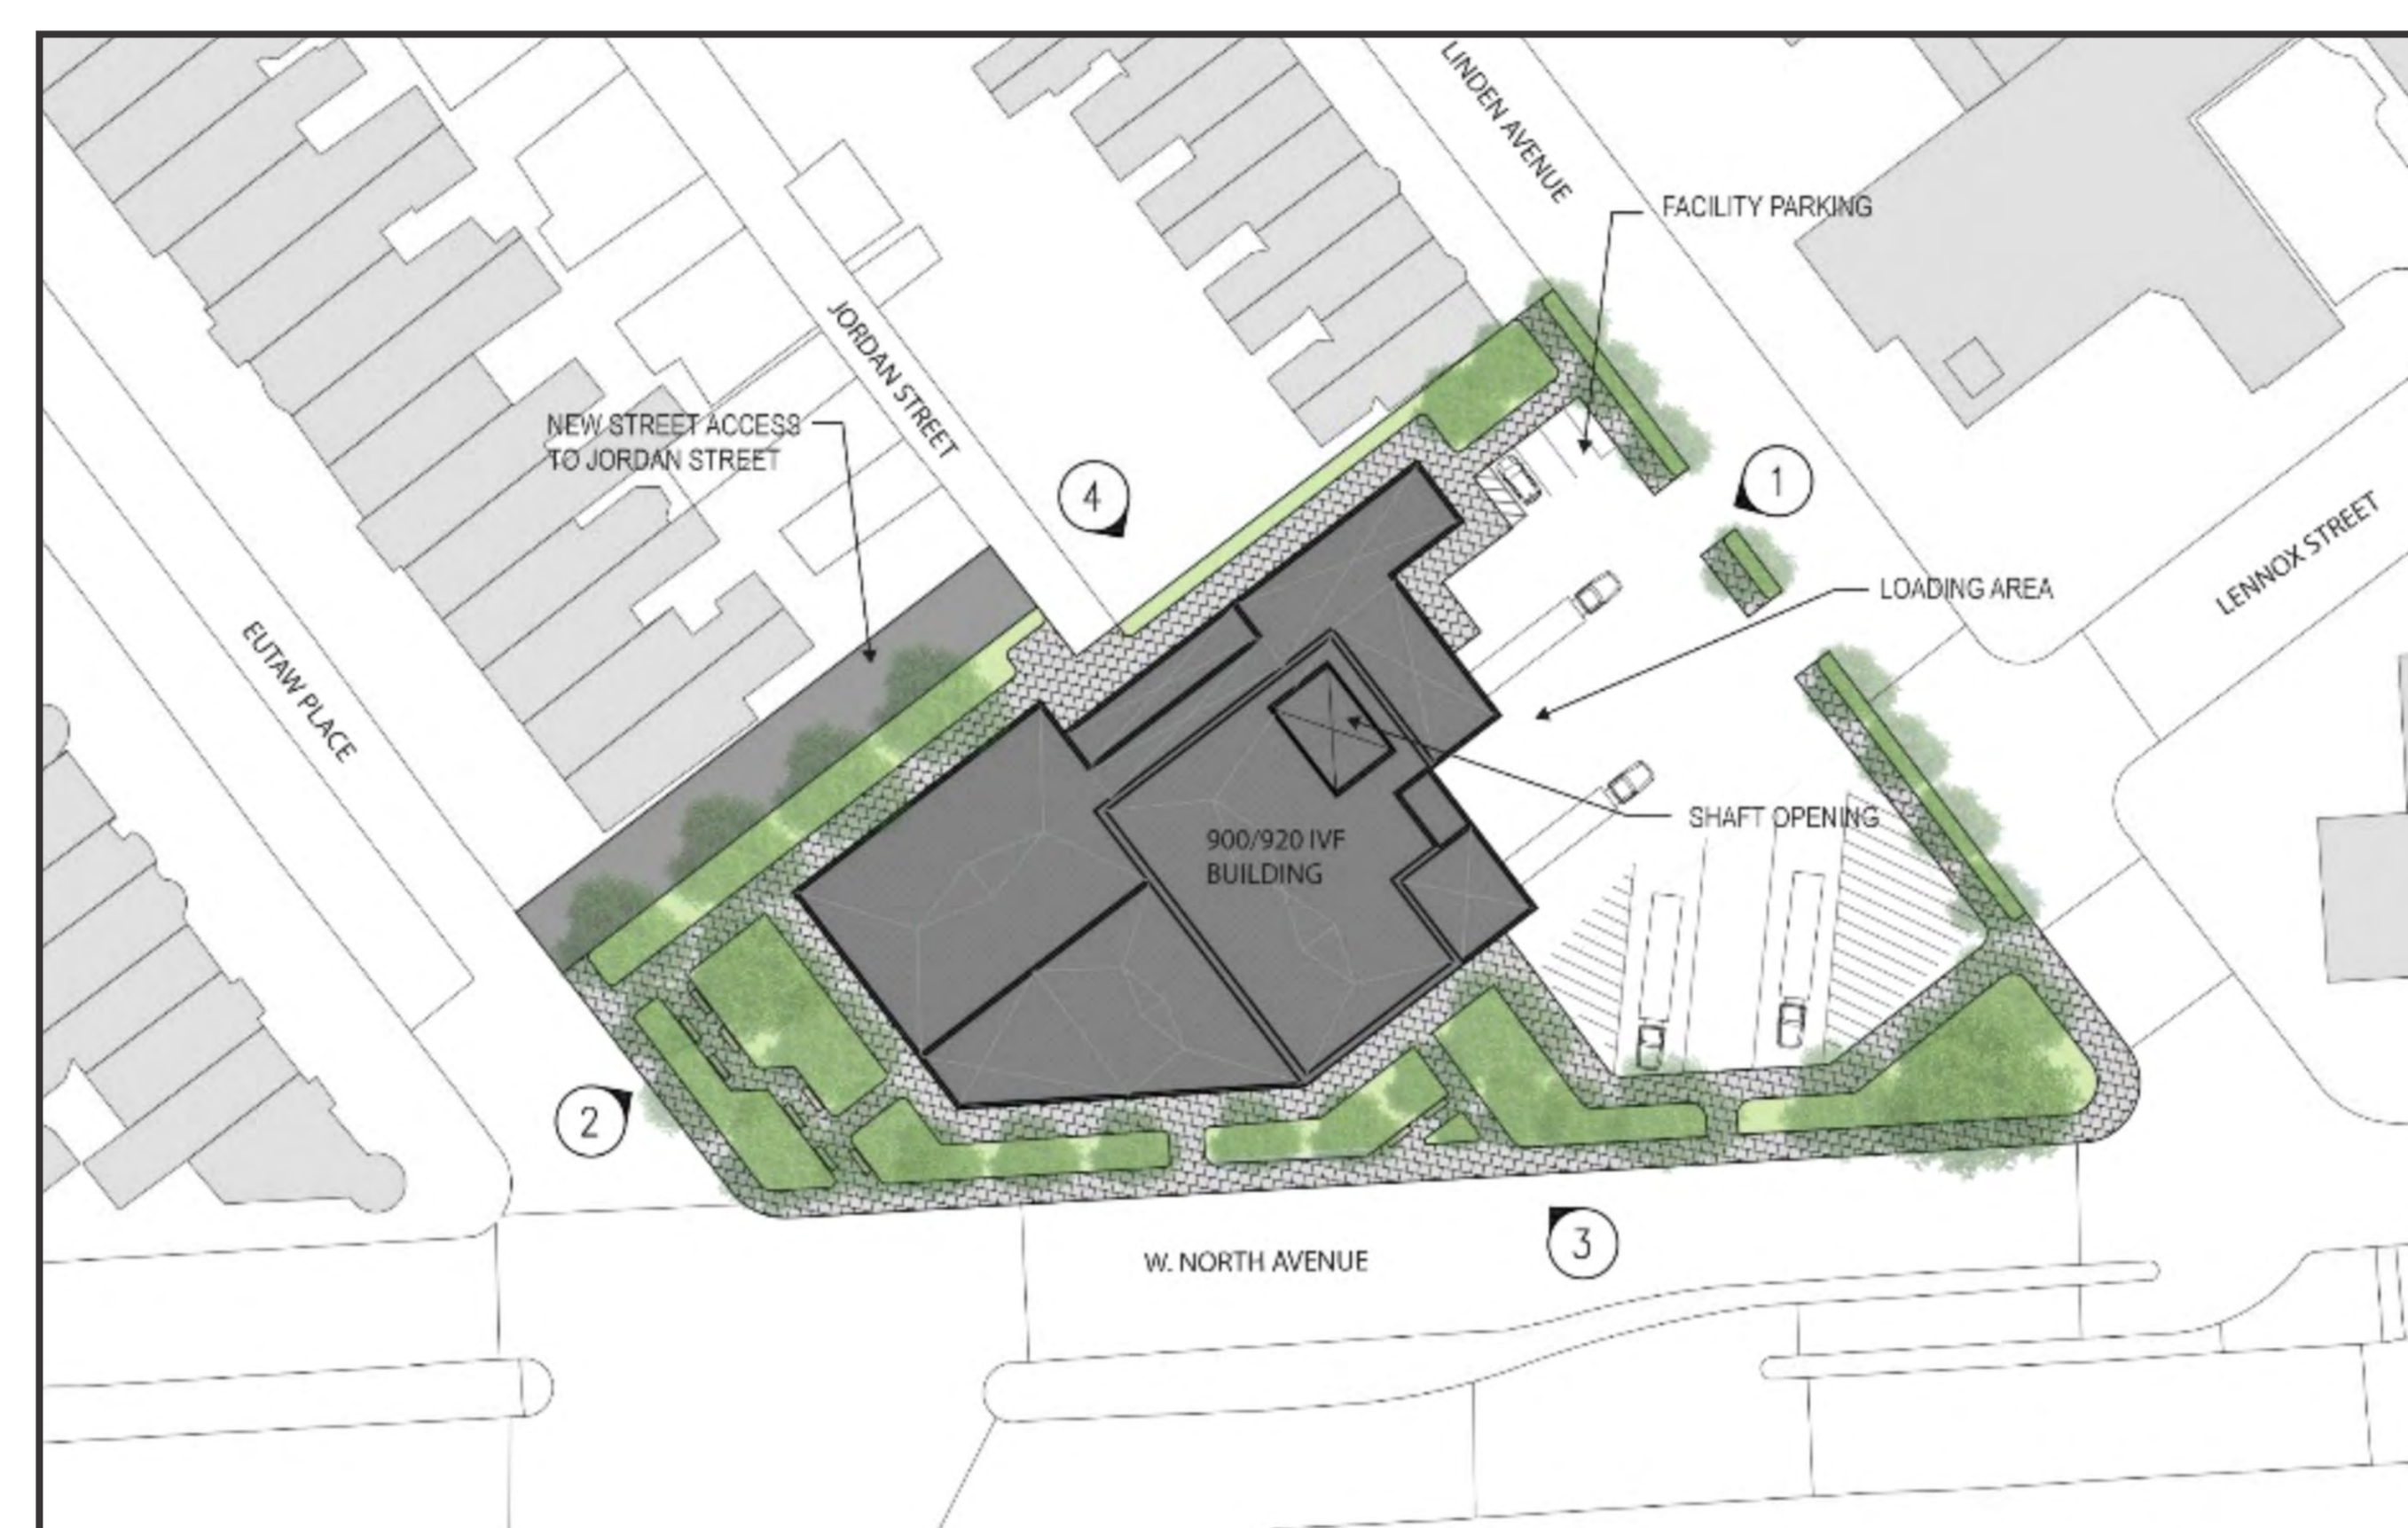 LINDEN AVENUE
FACILITY PARKING
JORDAN STREET
NEW STREET ACCESS
TO JORDAN STREET
4
1
LENNOX STREET
LOADING AREA
EUTAW PLACE
SHAFT OPENING
900/920 IVF
BUILDING
2
3
W. NORTH AVENUE